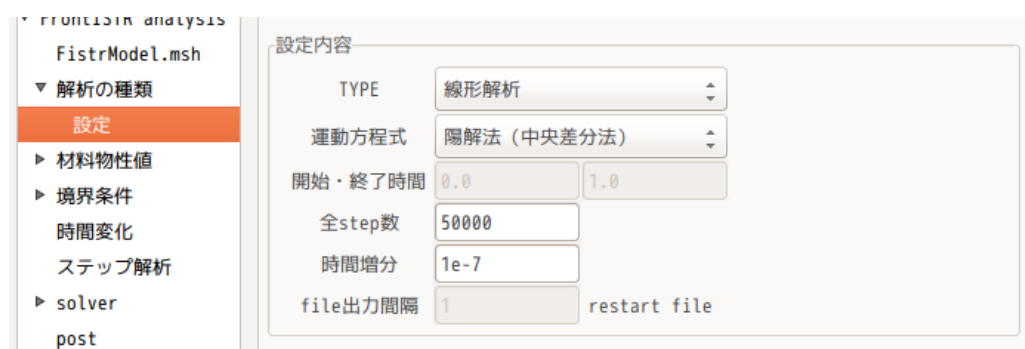 FrontISTR analysis
FistrModel.msh
▼ 解析の種類
設定
▶ 材料物性値
▶ 境界条件
時間変化
ステップ解析
▶ solver
post
設定内容
TYPE 線形解析
運動方程式 陽解法（中央差分法）
開始・終了時間 0.0 1.0
全step数 50000
時間増分 1e-7
file出力間隔 1 restart file